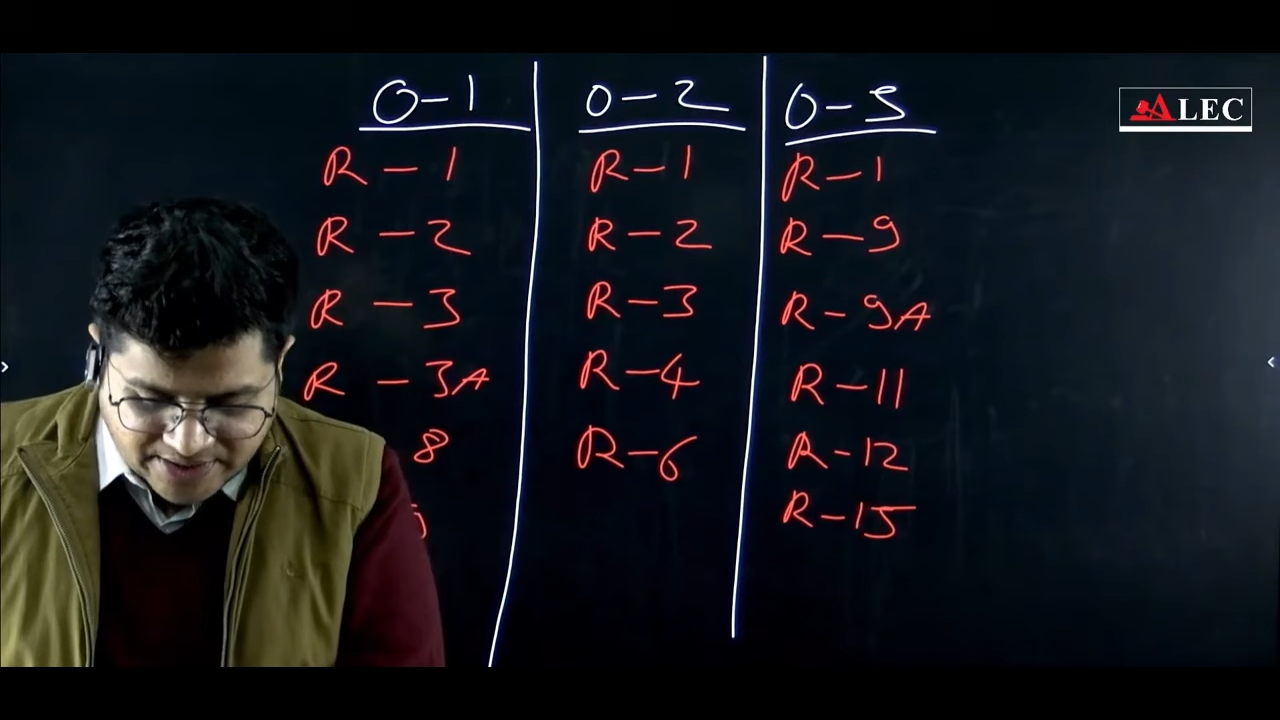 O-1
R-1
R-2
R-3
R-3A
8
O-2
R-1
R-2
R-3
R-4
R-6
O-5
R-1
R-9
R-9A
R-11
R-12
R-15
ALEC